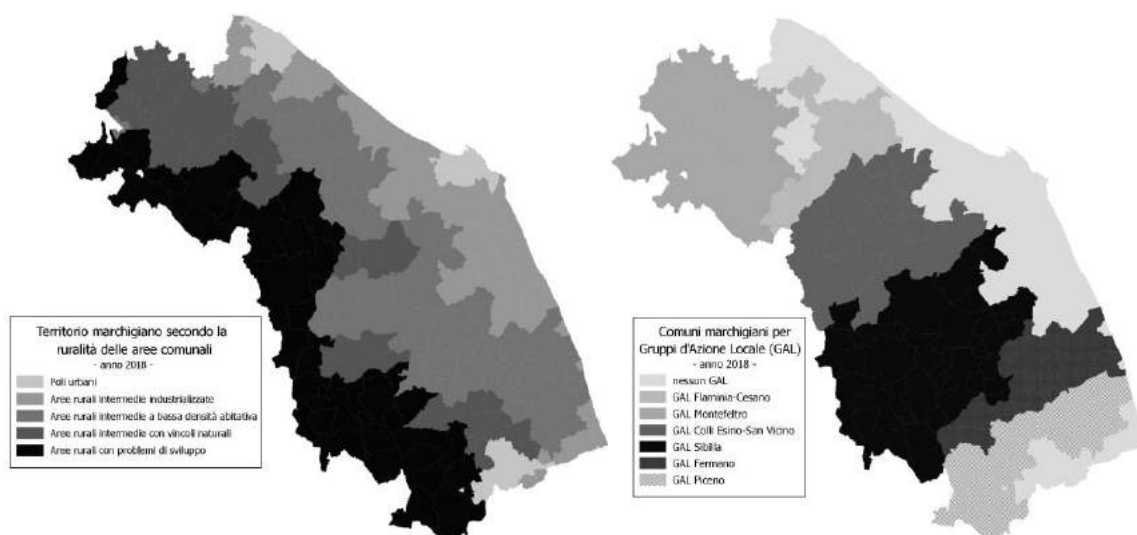 Territorio marchigiano secondo la
ruralità delle aree comunali
- anno 2018 -
Poli urbani
Aree rurali intermedie industrializzate
Aree rurali intermedie a bassa densità abitativa
Aree rurali intermedie con vincoli naturali
Aree rurali con problemi di sviluppo
Comuni marchigiani per
Gruppi d'Azione Locale (GAL)
- anno 2018 -
nessun GAL
GAL Flaminia-Cesano
GAL Montefeltro
GAL Colli Esino-San Vicino
GAL Sibilla
GAL Fermano
GAL Piceno